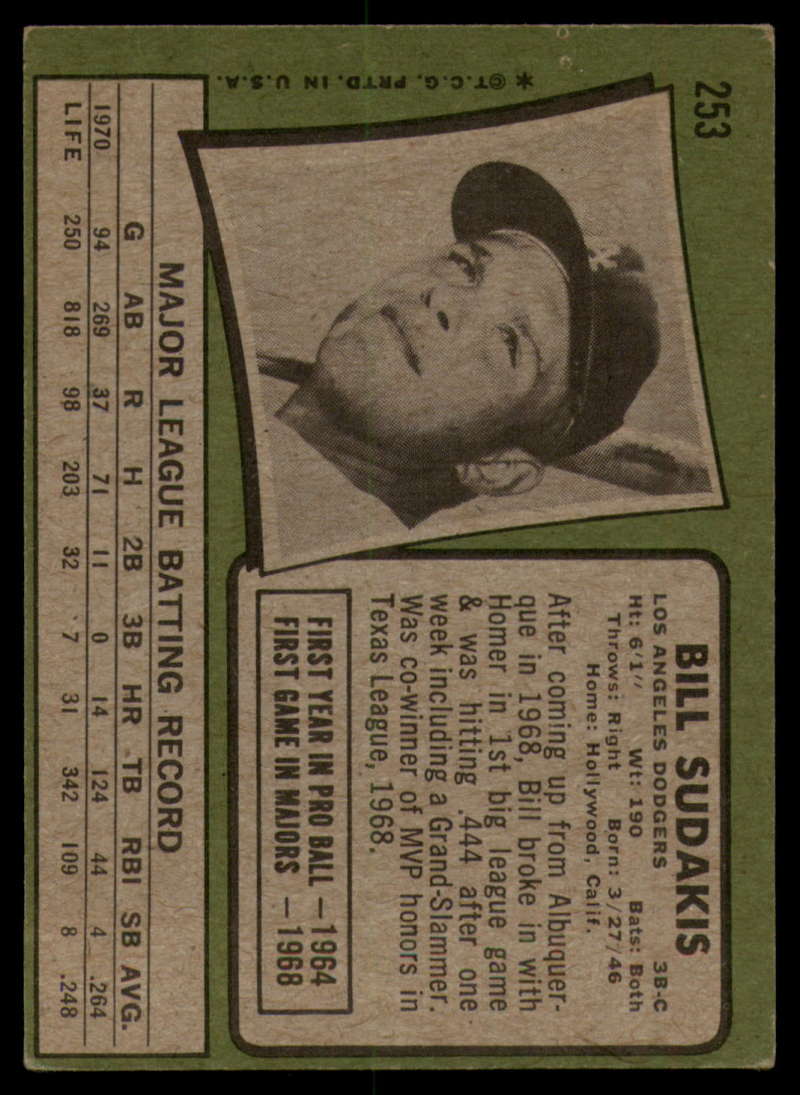 253
BILL SUDAKIS
LOS ANGELES DODGERS 3B-C
Ht: 6'1" Wt: 190 Bats: Both
Throws: Right Born: 3/27/46
Home: Hollywood, Calif.
After coming up from Albuquer-
que in 1968, Bill broke in with
Homer in 1st big league game
& was hitting .444 after one
week including a Grand-Slammer.
Was co-winner of MVP honors in
Texas League, 1968.
FIRST YEAR IN PRO BALL —1964
FIRST GAME IN MAJORS —1968
MAJOR LEAGUE BATTING RECORD
G AB R H 2B 3B HR TB RBI SB AVG.
1970 94 269 37 71 11 0 14 124 44 4 .264
LIFE 250 818 98 203 32 7 31 342 109 8 .248
*©T.C.G. PRTD. IN U.S.A.